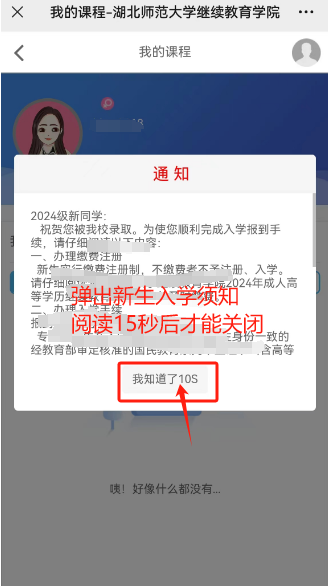 我的课程-湖北师范大学继续教育学院
我的课程
通知
2024级新同学：
祝贺您被我校录取。为使您顺利完成入学报到手
续，请仔细阅读以下内容：
一、办理缴费注册
新生实行缴费注册制，不缴费者不予注册、入学。
请仔细阅
育学院2024年成人高
等学历
弹出新生入学须知
二、办理入学手续
报
阅读15秒后才能关闭
专
生身份一致的
经教育部审定核准的国民教育
含高等
我知道了10S
咦！好像什么都没有...